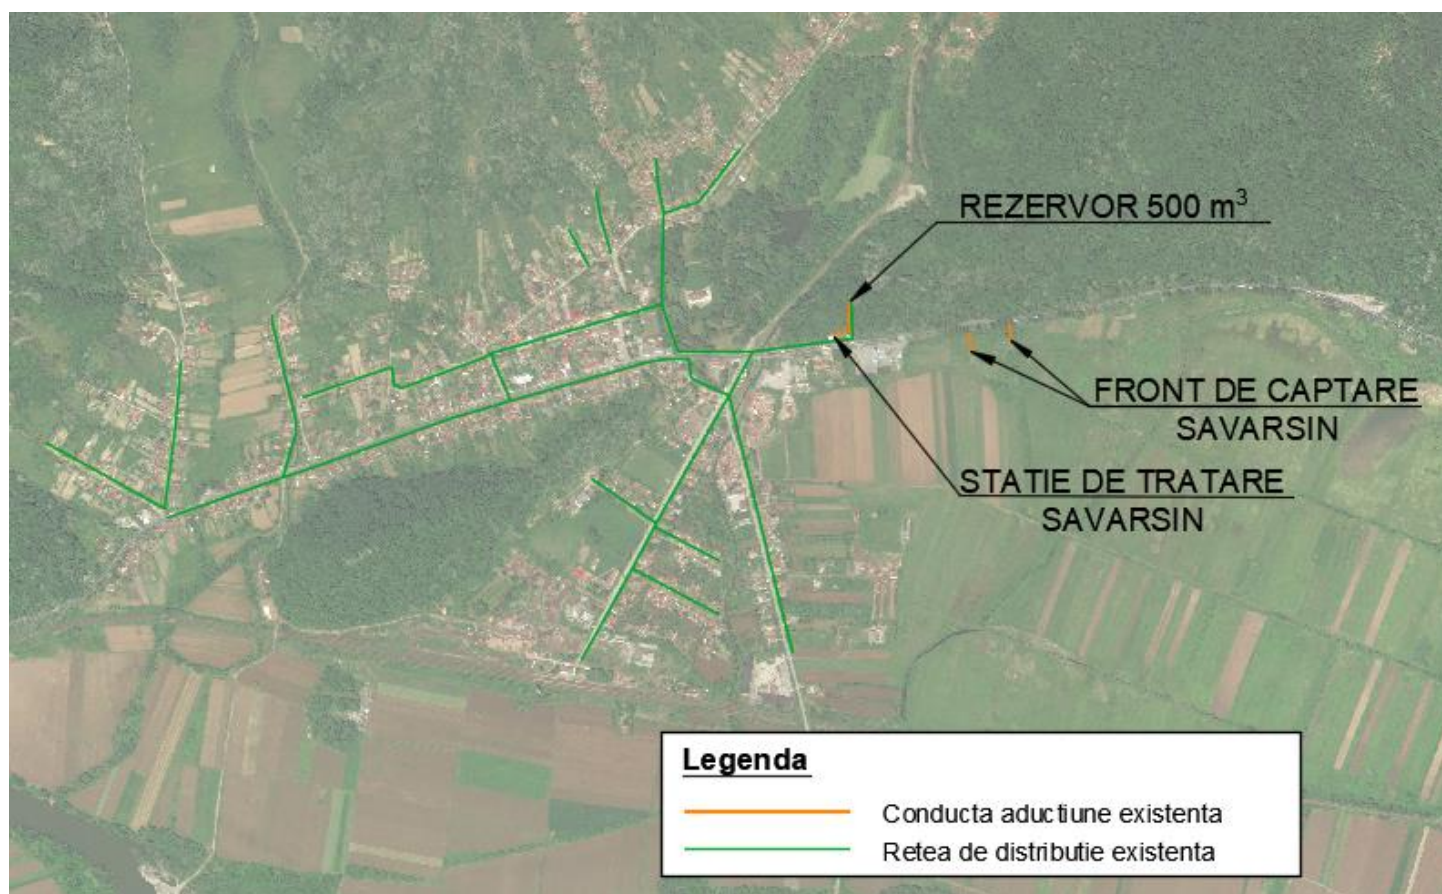 REZERVOR 500 m³
FRONT DE CAPTARE
SAVARSIN
STATIE DE TRATARE
SAVARSIN
Legenda
Conducta aductiune existenta
Retea de distributie existenta